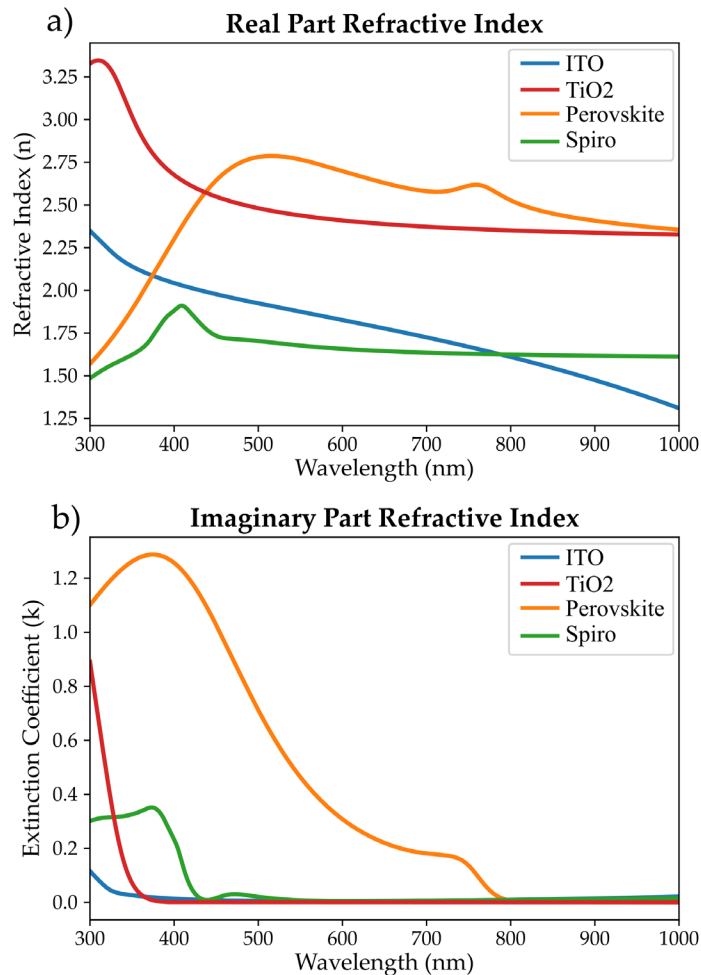 a)
Real Part Refractive Index
Refractive Index (n)
3.25
3.00
2.75
2.50
2.25
2.00
1.75
1.50
1.25
ITO
TiO2
Perovskite
Spiro
300 400 500 600 700 800 900 1000
Wavelength (nm)
b)
Imaginary Part Refractive Index
Extinction Coefficient (k)
1.2
1.0
0.8
0.6
0.4
0.2
0.0
ITO
TiO2
Perovskite
Spiro
300 400 500 600 700 800 900 1000
Wavelength (nm)